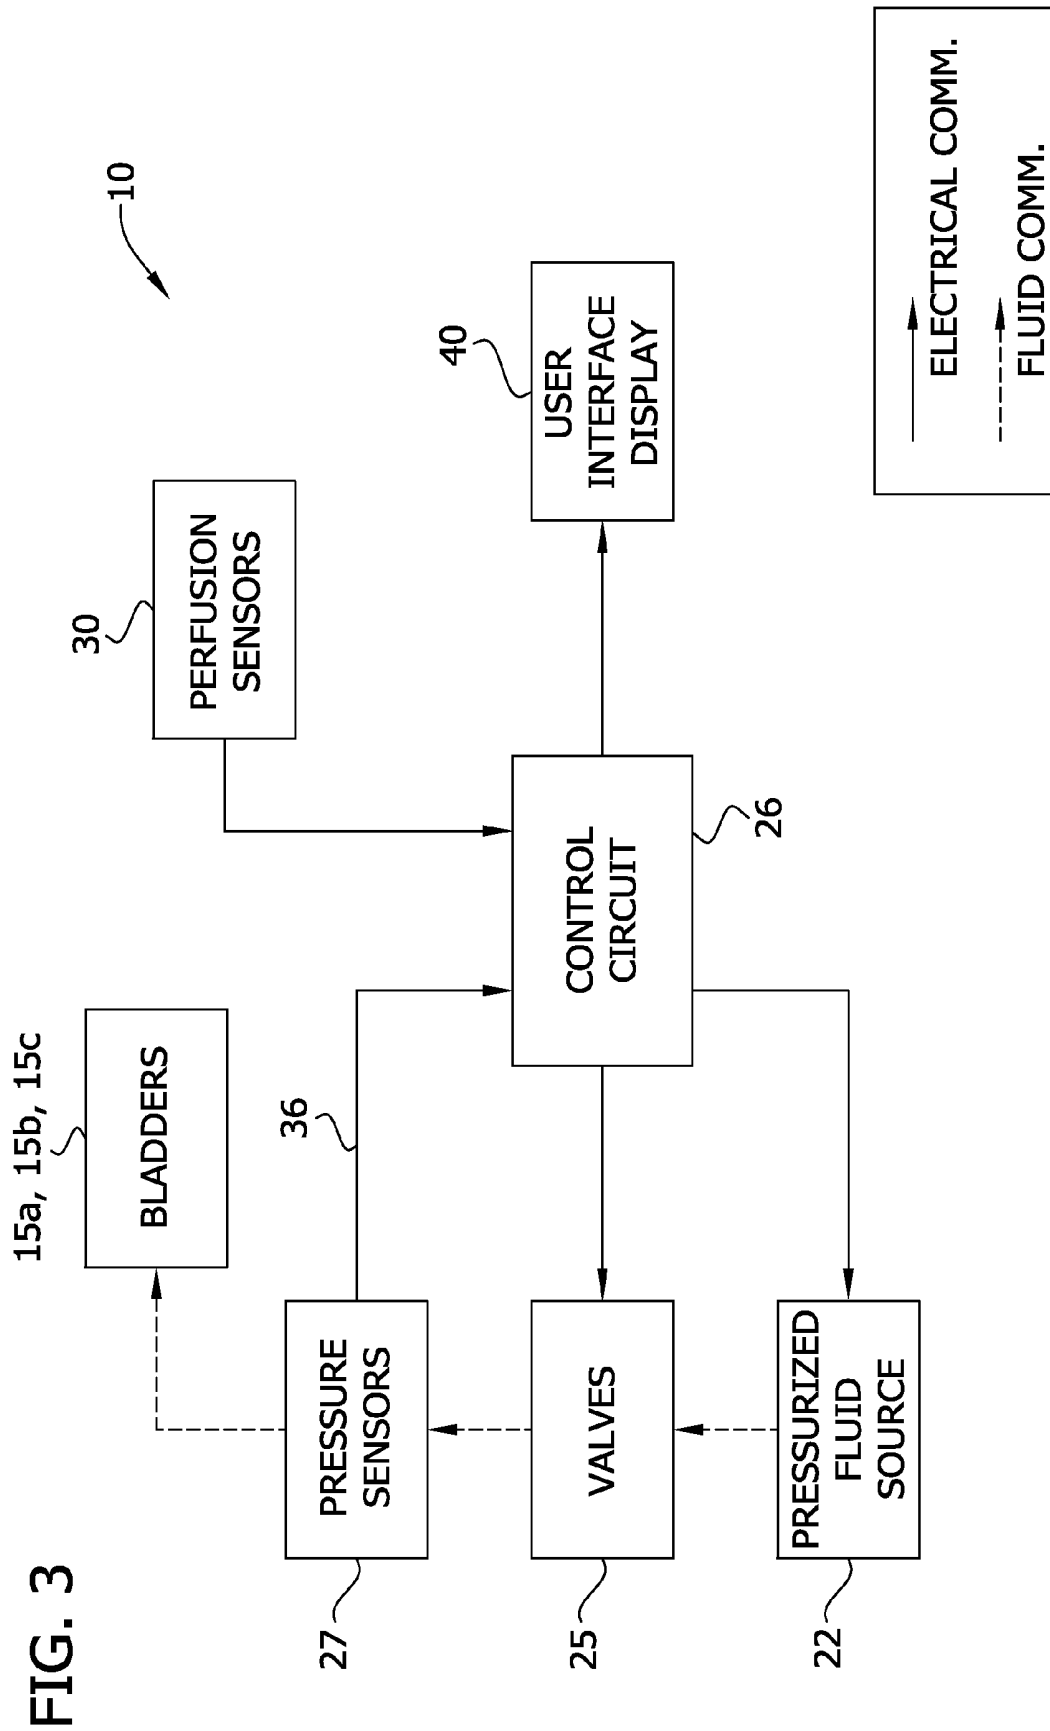 FIG. 3
10
15a, 15b, 15c
BLADDERS
30
PERFUSION
SENSORS
36
27
PRESSURE
SENSORS
40
USER
INTERFACE
DISPLAY
25
VALVES
CONTROL
CIRCUIT
26
22
PRESSURIZED
FLUID
SOURCE
ELECTRICAL COMM.
FLUID COMM.